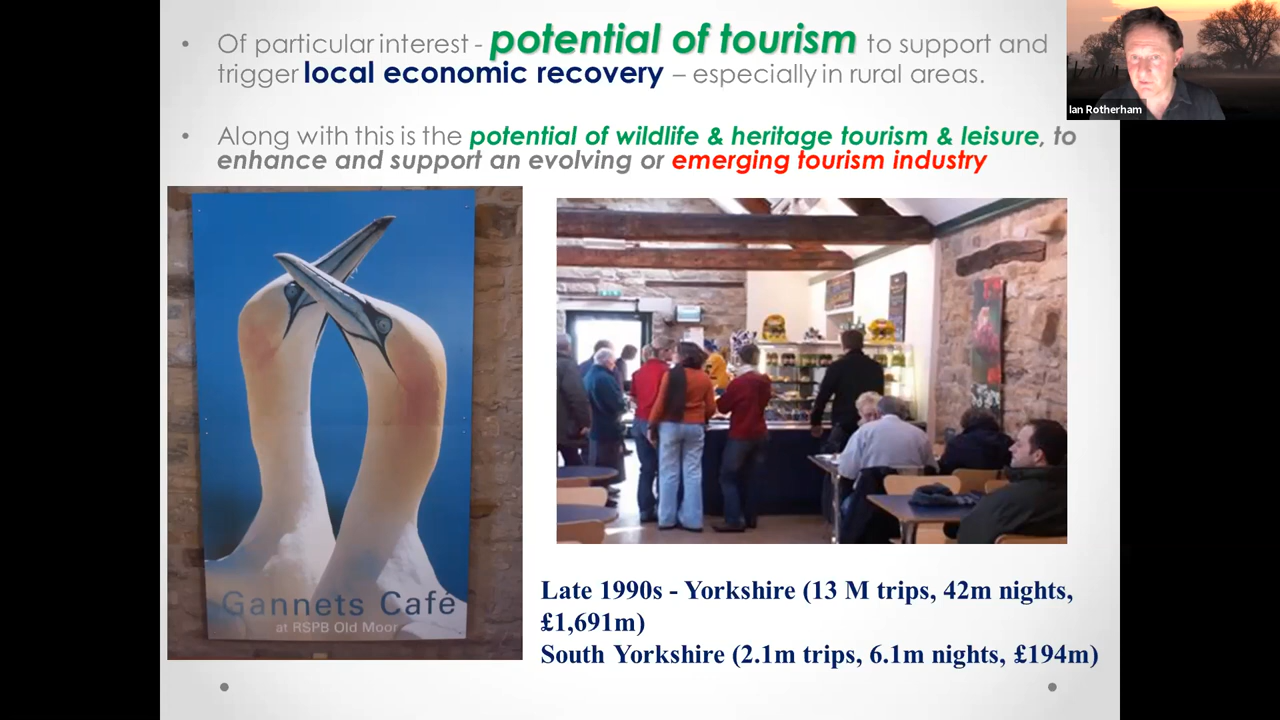 • Of particular interest - potential of tourism to support and
trigger local economic recovery – especially in rural areas.
• Along with this is the potential of wildlife & heritage tourism & leisure, to
enhance and support an evolving or emerging tourism industry
Ian Rotherham
Gannets Café
at RSPB Old Moor
Late 1990s - Yorkshire (13 M trips, 42m nights,
£1,691m)
South Yorkshire (2.1m trips, 6.1m nights, £194m)